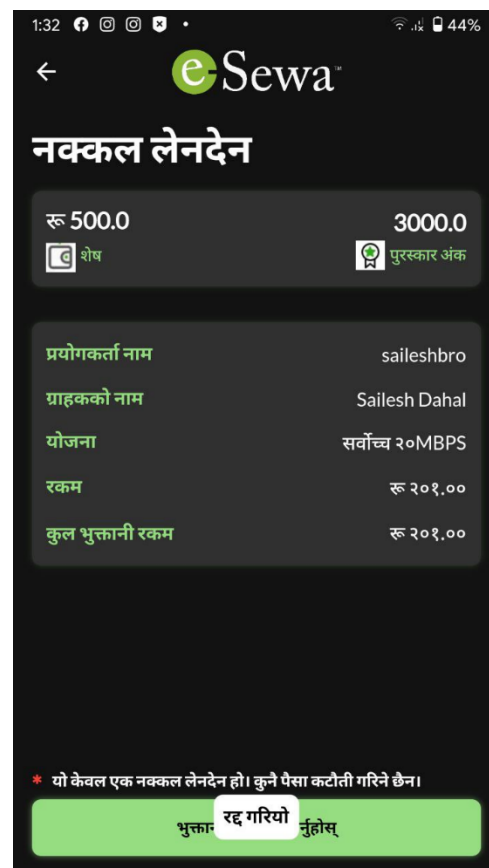 1:32 44%
eSewa™
नक्कल लेनदेन
रू 500.0 3000.0
शेष पुरस्कार अंक
प्रयोगकर्ता नाम saileshbro
ग्राहकको नाम Sailesh Dahal
योजना सर्वोच्च २०MBPS
रकम रू २०१.००
कुल भुक्तानी रकम रू २०१.००
* यो केवल एक नक्कल लेनदेन हो। कुनै पैसा कटौती गरिने छैन।
रद्द गरियो